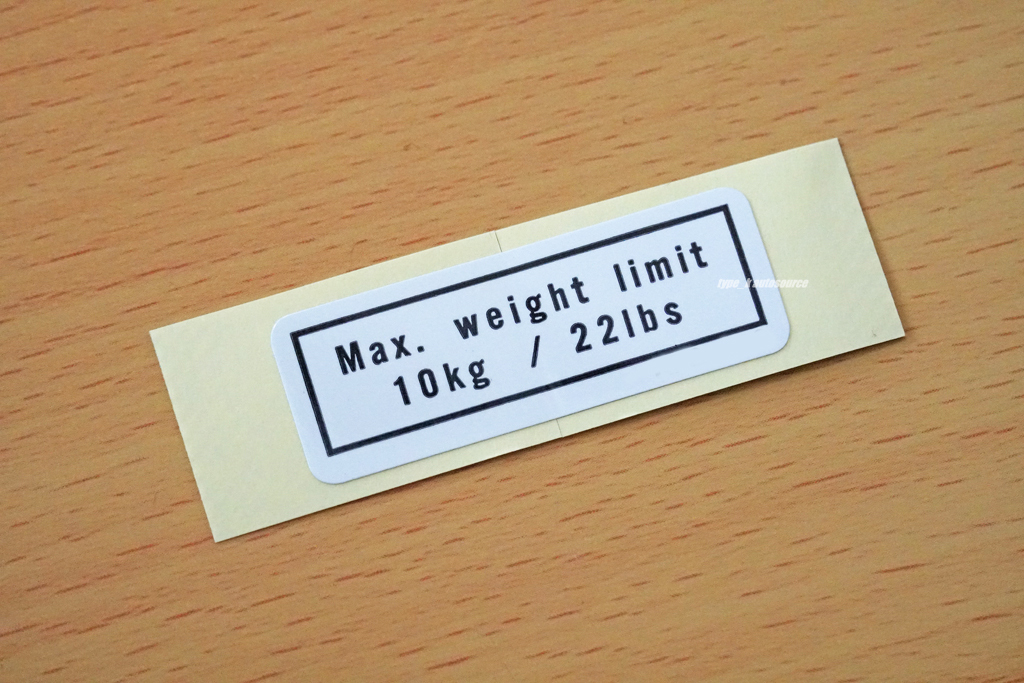 Max. weight limit
10kg / 22lbs